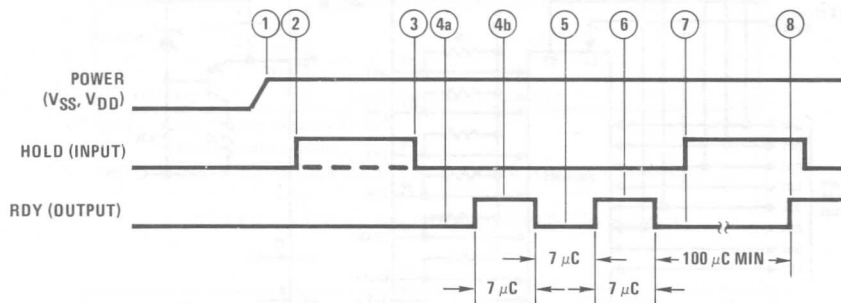 1 2 3 4a 4b 5 6 7 8
POWER
(VSS, VDD)
HOLD (INPUT)
RDY (OUTPUT)
7 μC 100 μC MIN
7 μC 7 μC